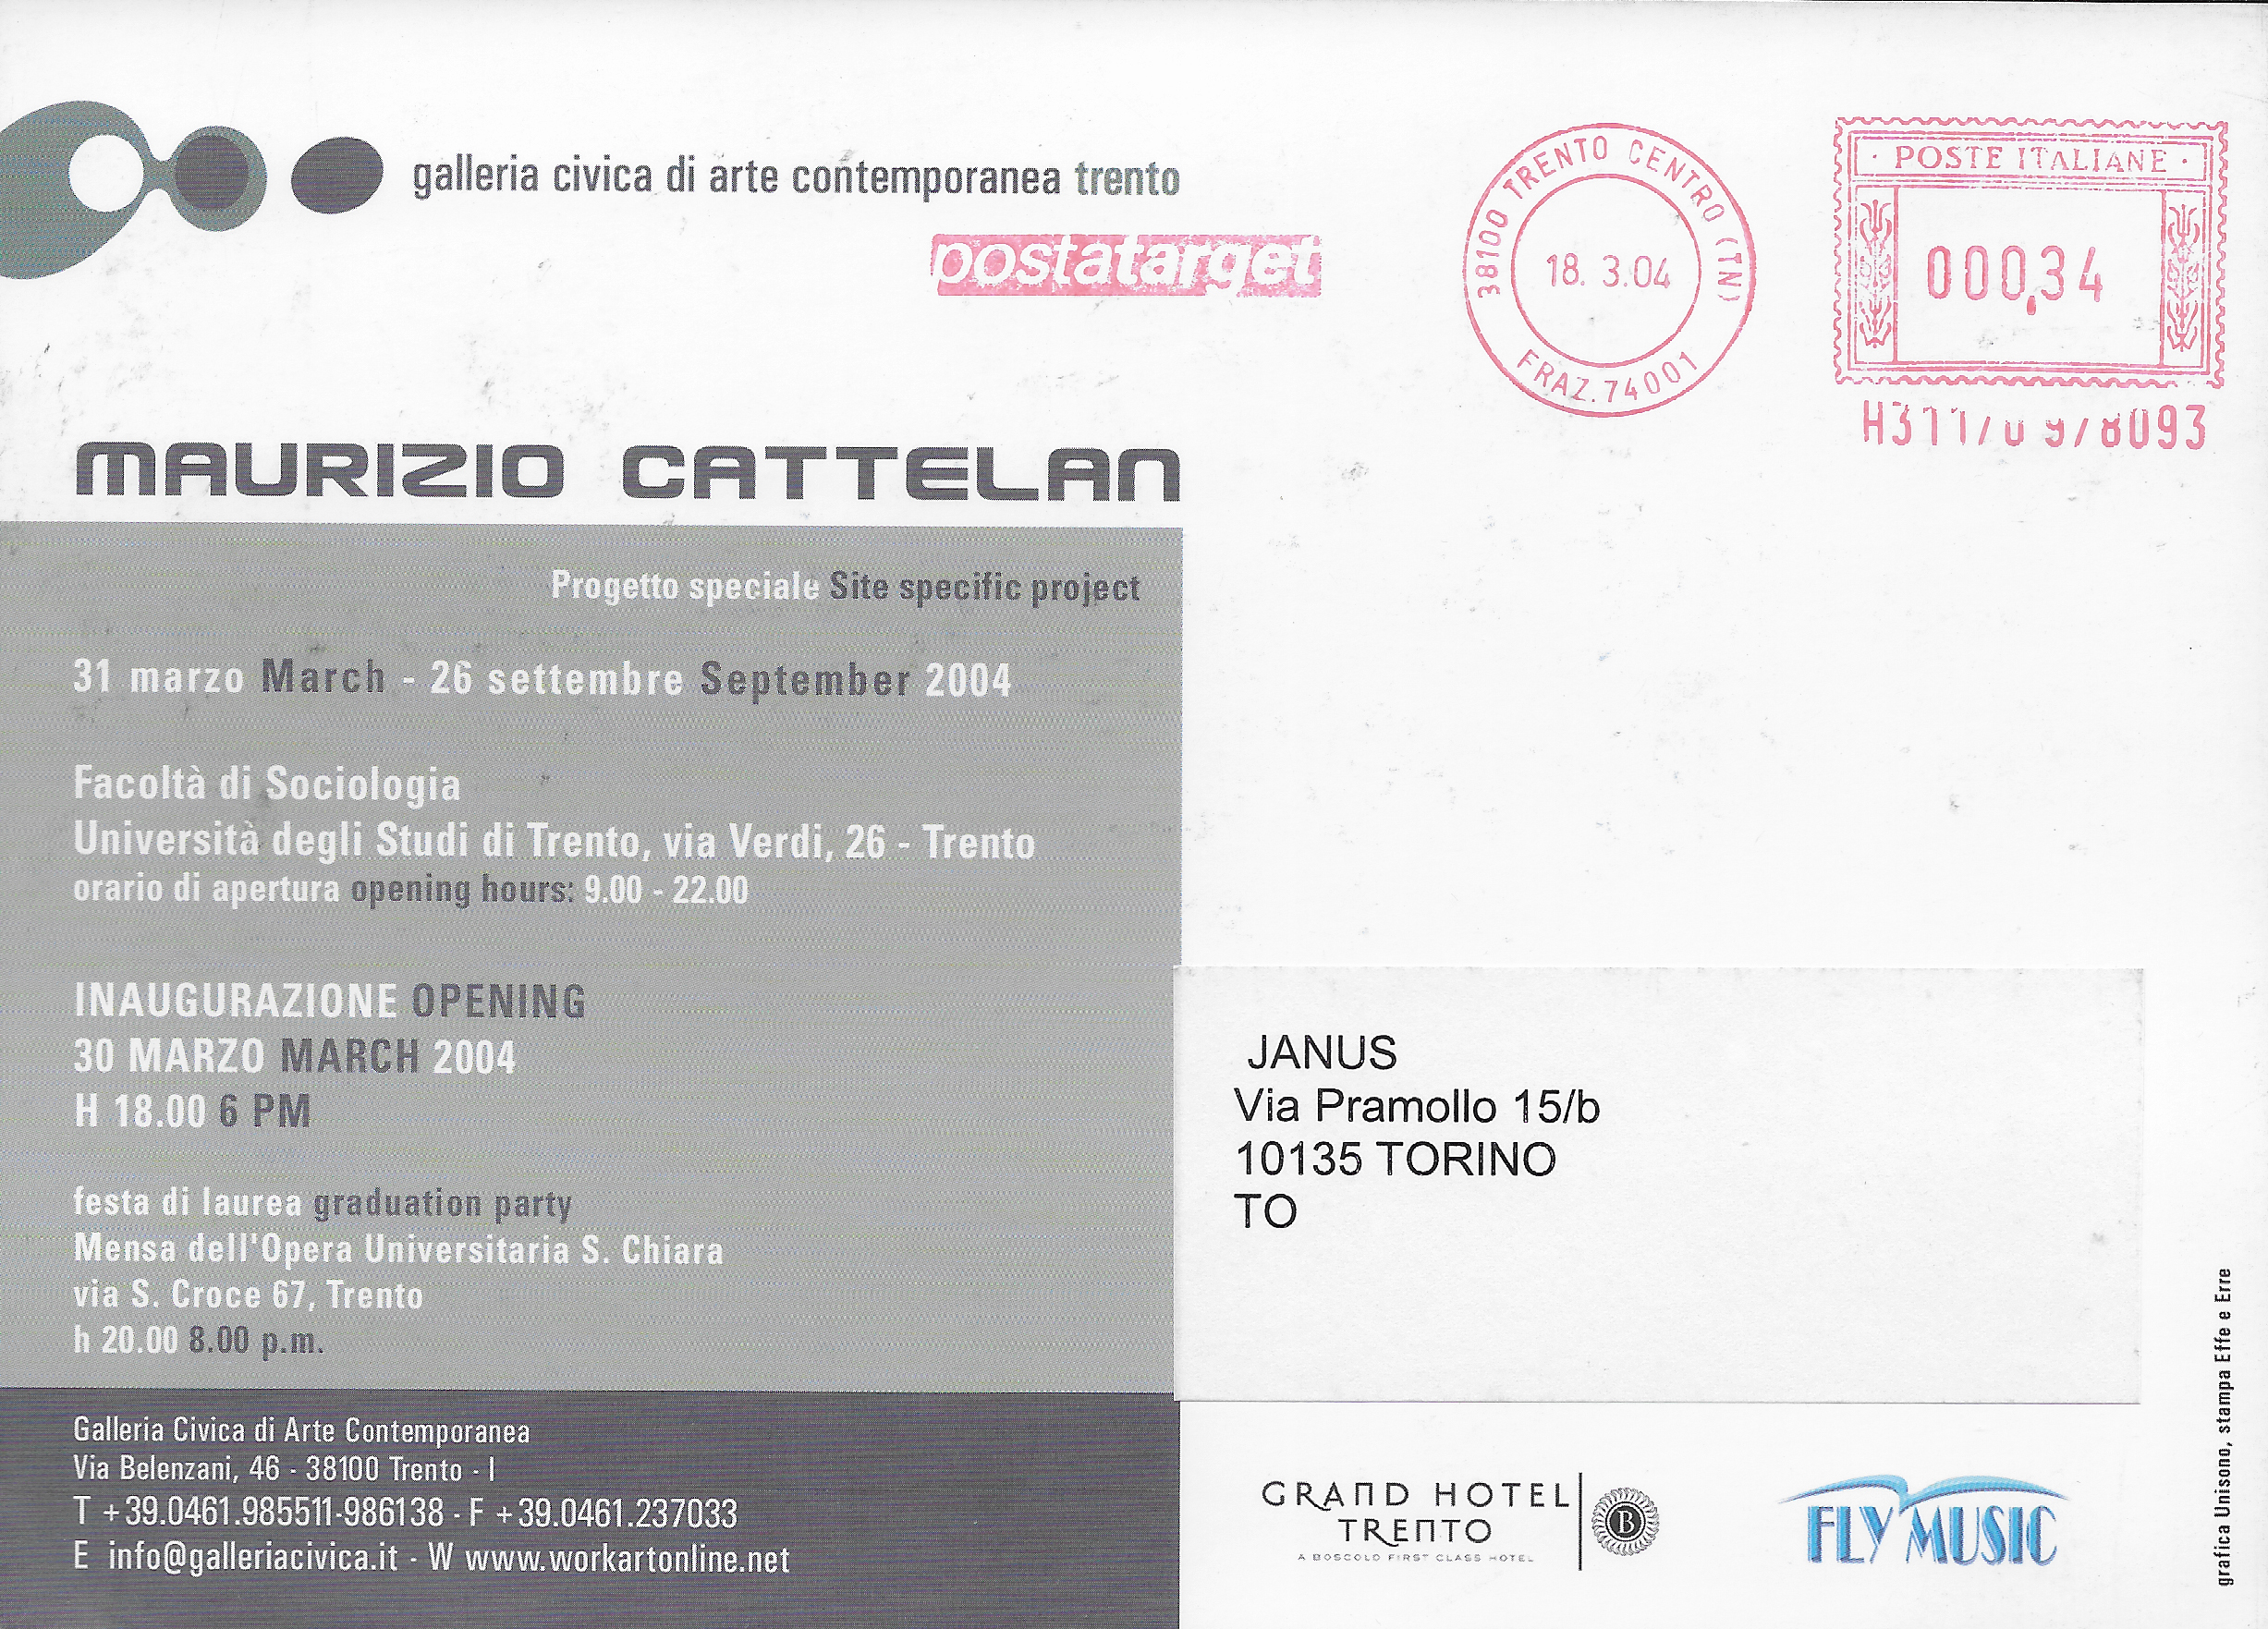 galleria civica di arte contemporanea trento
postatarget
38100 TRENTO CENTRO (TN)
18. 3.04
FRAZ.74001
· POSTE ITALIANE ·
000,34
MAURIZIO CATTELAN
Progetto speciale Site specific project
31 marzo March - 26 settembre September 2004
Facoltà di Sociologia
Università degli Studi di Trento, via Verdi, 26 - Trento
orario di apertura opening hours: 9.00 - 22.00
INAUGURAZIONE OPENING
30 MARZO MARCH 2004
H 18.00 6 PM
festa di laurea graduation party
Mensa dell'Opera Universitaria S. Chiara
via S. Croce 67, Trento
h 20.00 8.00 p.m.
Galleria Civica di Arte Contemporanea
Via Belenzani, 46 - 38100 Trento - I
T +39.0461.985511-986138 - F +39.0461.237033
E info@galleriacivica.it - W www.workartonline.net
JANUS
Via Pramollo 15/b
10135 TORINO
TO
GRAND HOTEL
TRENTO
A BOSCOLO FIRST CLASS HOTEL
B
FLY MUSIC
grafica Unisono, stampa Effe e Erre